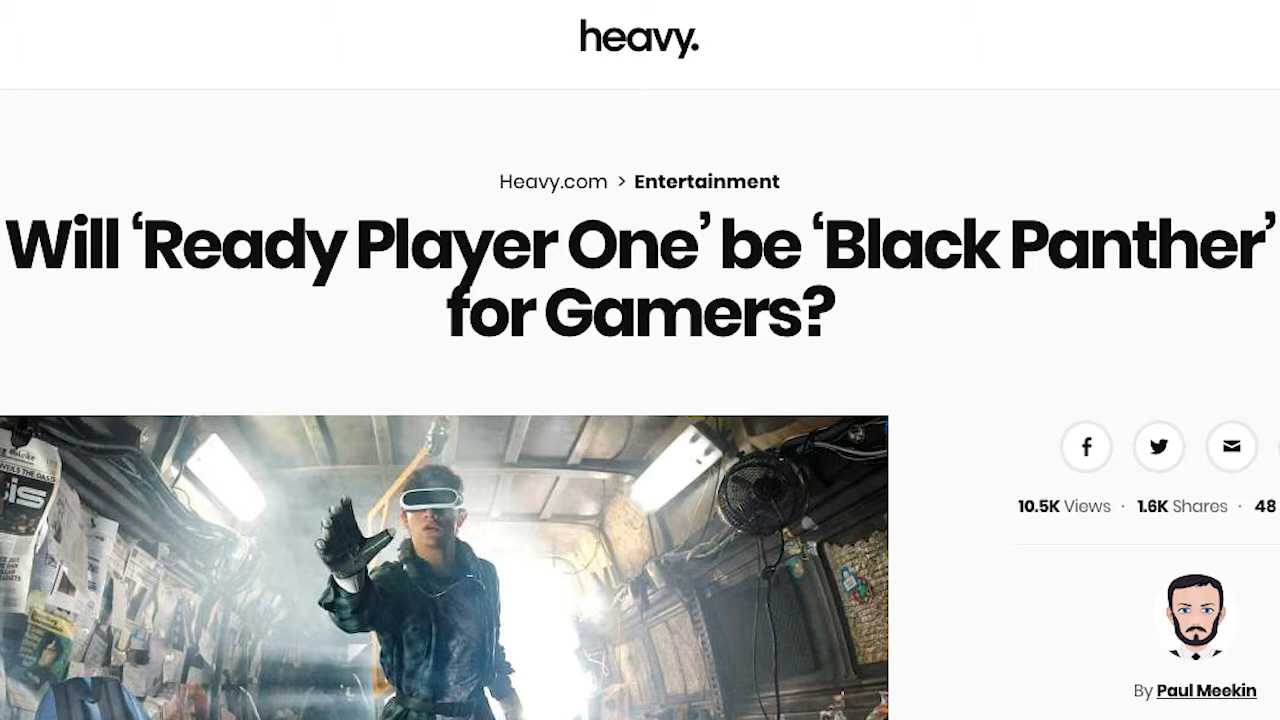 heavy.
Heavy.com > Entertainment
Will ‘Ready Player One’ be ‘Black Panther’
for Gamers?
10.5K Views · 1.6K Shares · 48
By Paul Meekin